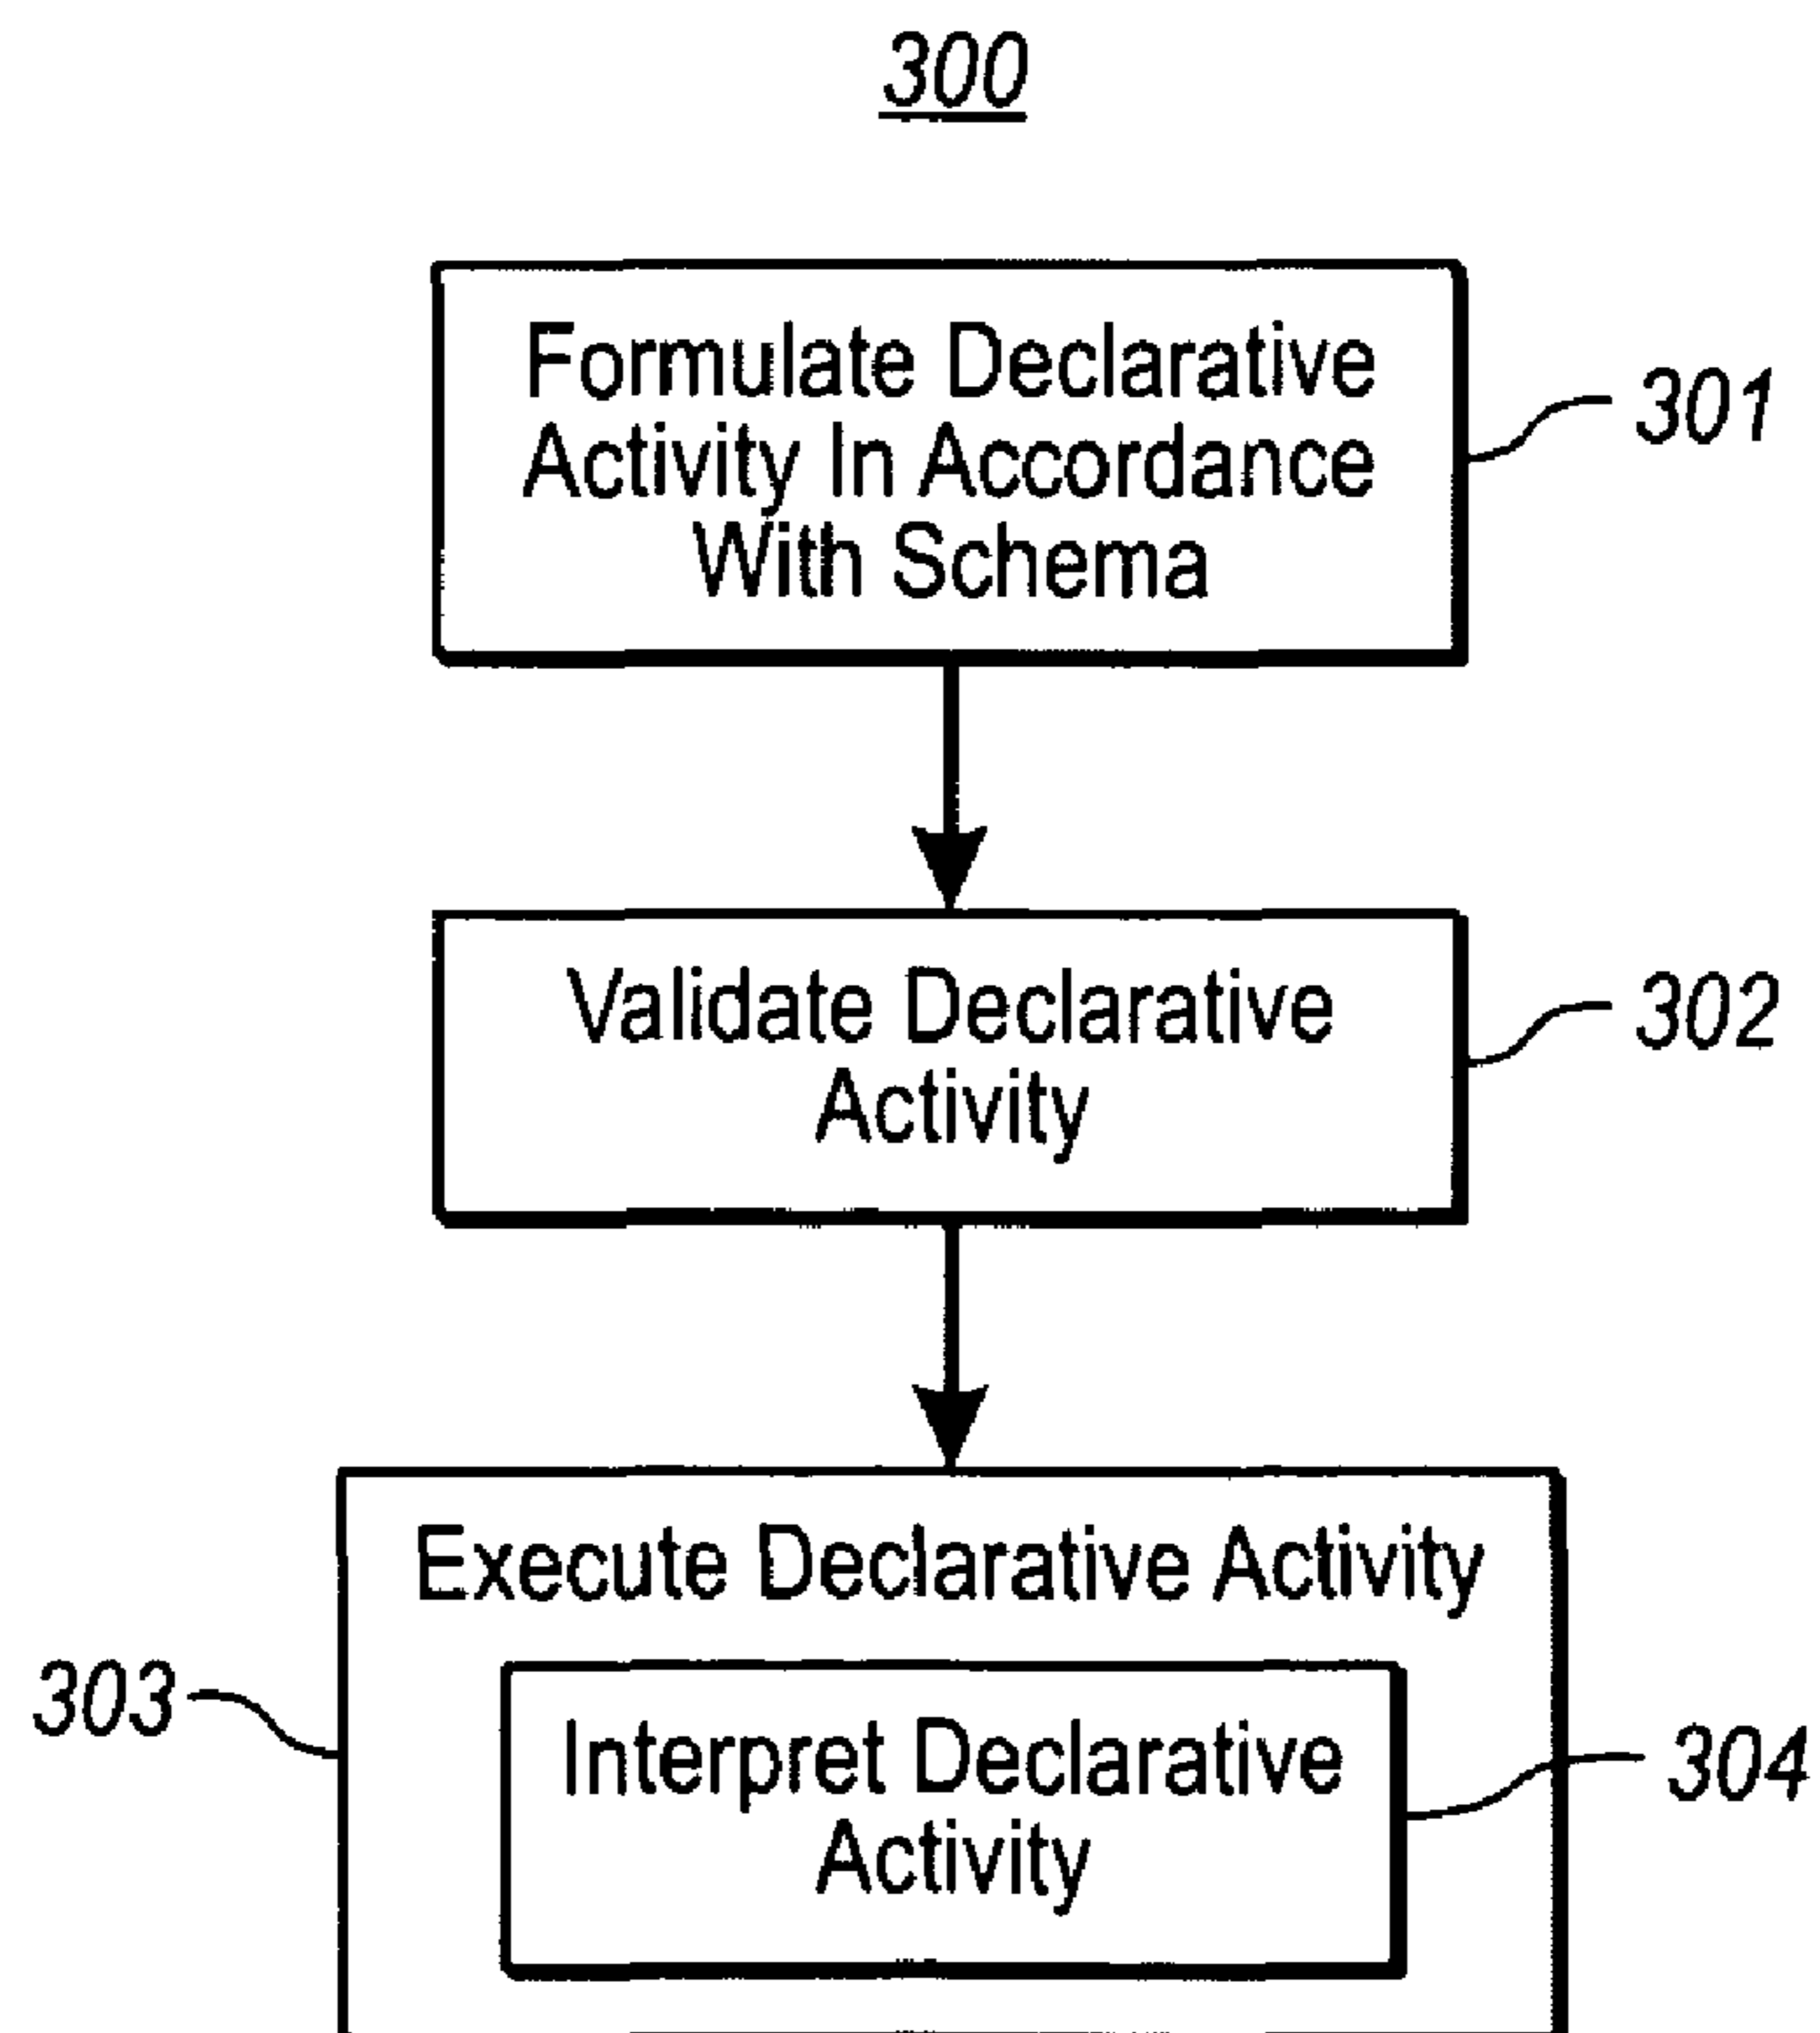 300
Formulate Declarative
Activity In Accordance
With Schema
301
Validate Declarative
Activity
302
Execute Declarative Activity
303
Interpret Declarative
Activity
304